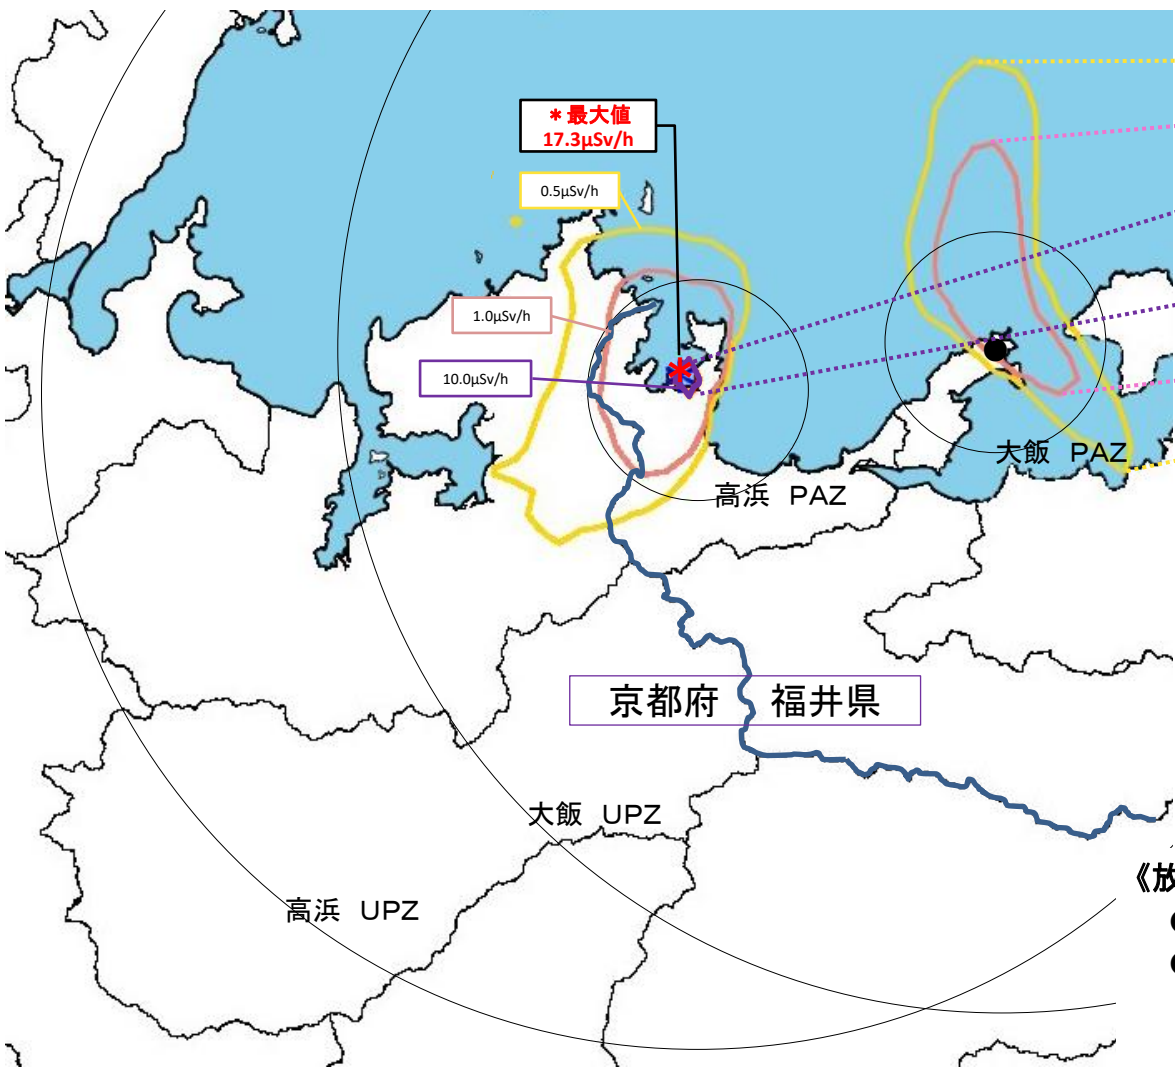 *最大値
17.3μSv/h
0.5μSv/h
1.0μSv/h
10.0μSv/h
大飯 PAZ
高浜 PAZ
京都府 福井県
大飯 UPZ
《放
高浜 UPZ